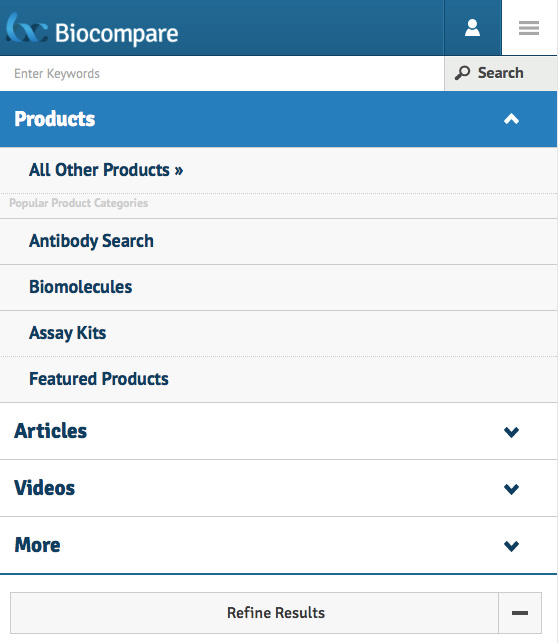 Biocompare
Enter Keywords
Search
Products
All Other Products »
Popular Product Categories
Antibody Search
Biomolecules
Assay Kits
Featured Products
Articles
Videos
More
Refine Results